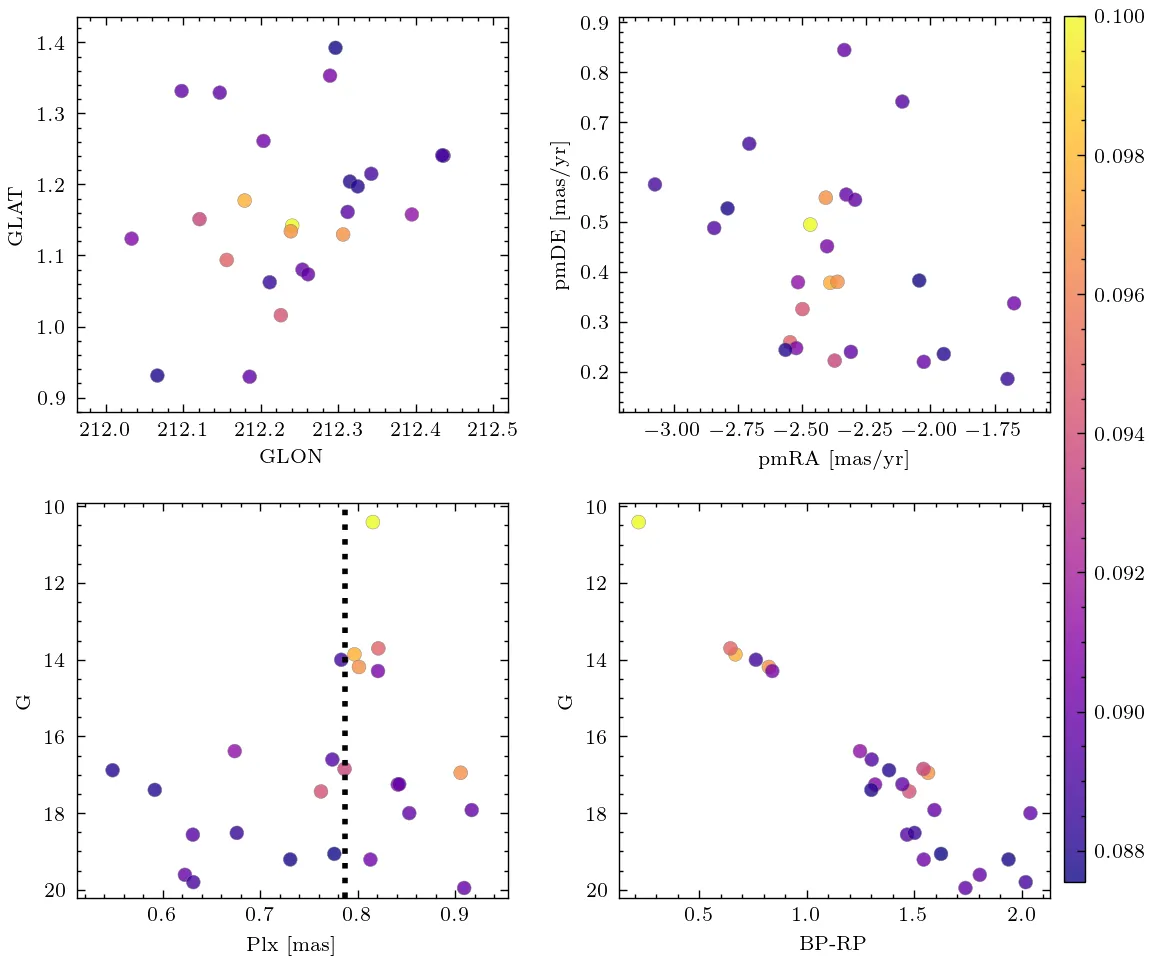 1.4
1.3
1.2
1.1
1.0
0.9
GLAT
212.0 212.1 212.2 212.3 212.4 212.5
GLON
0.9
0.8
0.7
0.6
0.5
0.4
0.3
0.2
pmDE [mas/yr]
−3.00 −2.75 −2.50 −2.25 −2.00 −1.75
pmRA [mas/yr]
10
12
14
16
18
20
G
0.6 0.7 0.8 0.9
Plx [mas]
10
12
14
16
18
20
G
0.5 1.0 1.5 2.0
BP-RP
0.100
0.098
0.096
0.094
0.092
0.090
0.088